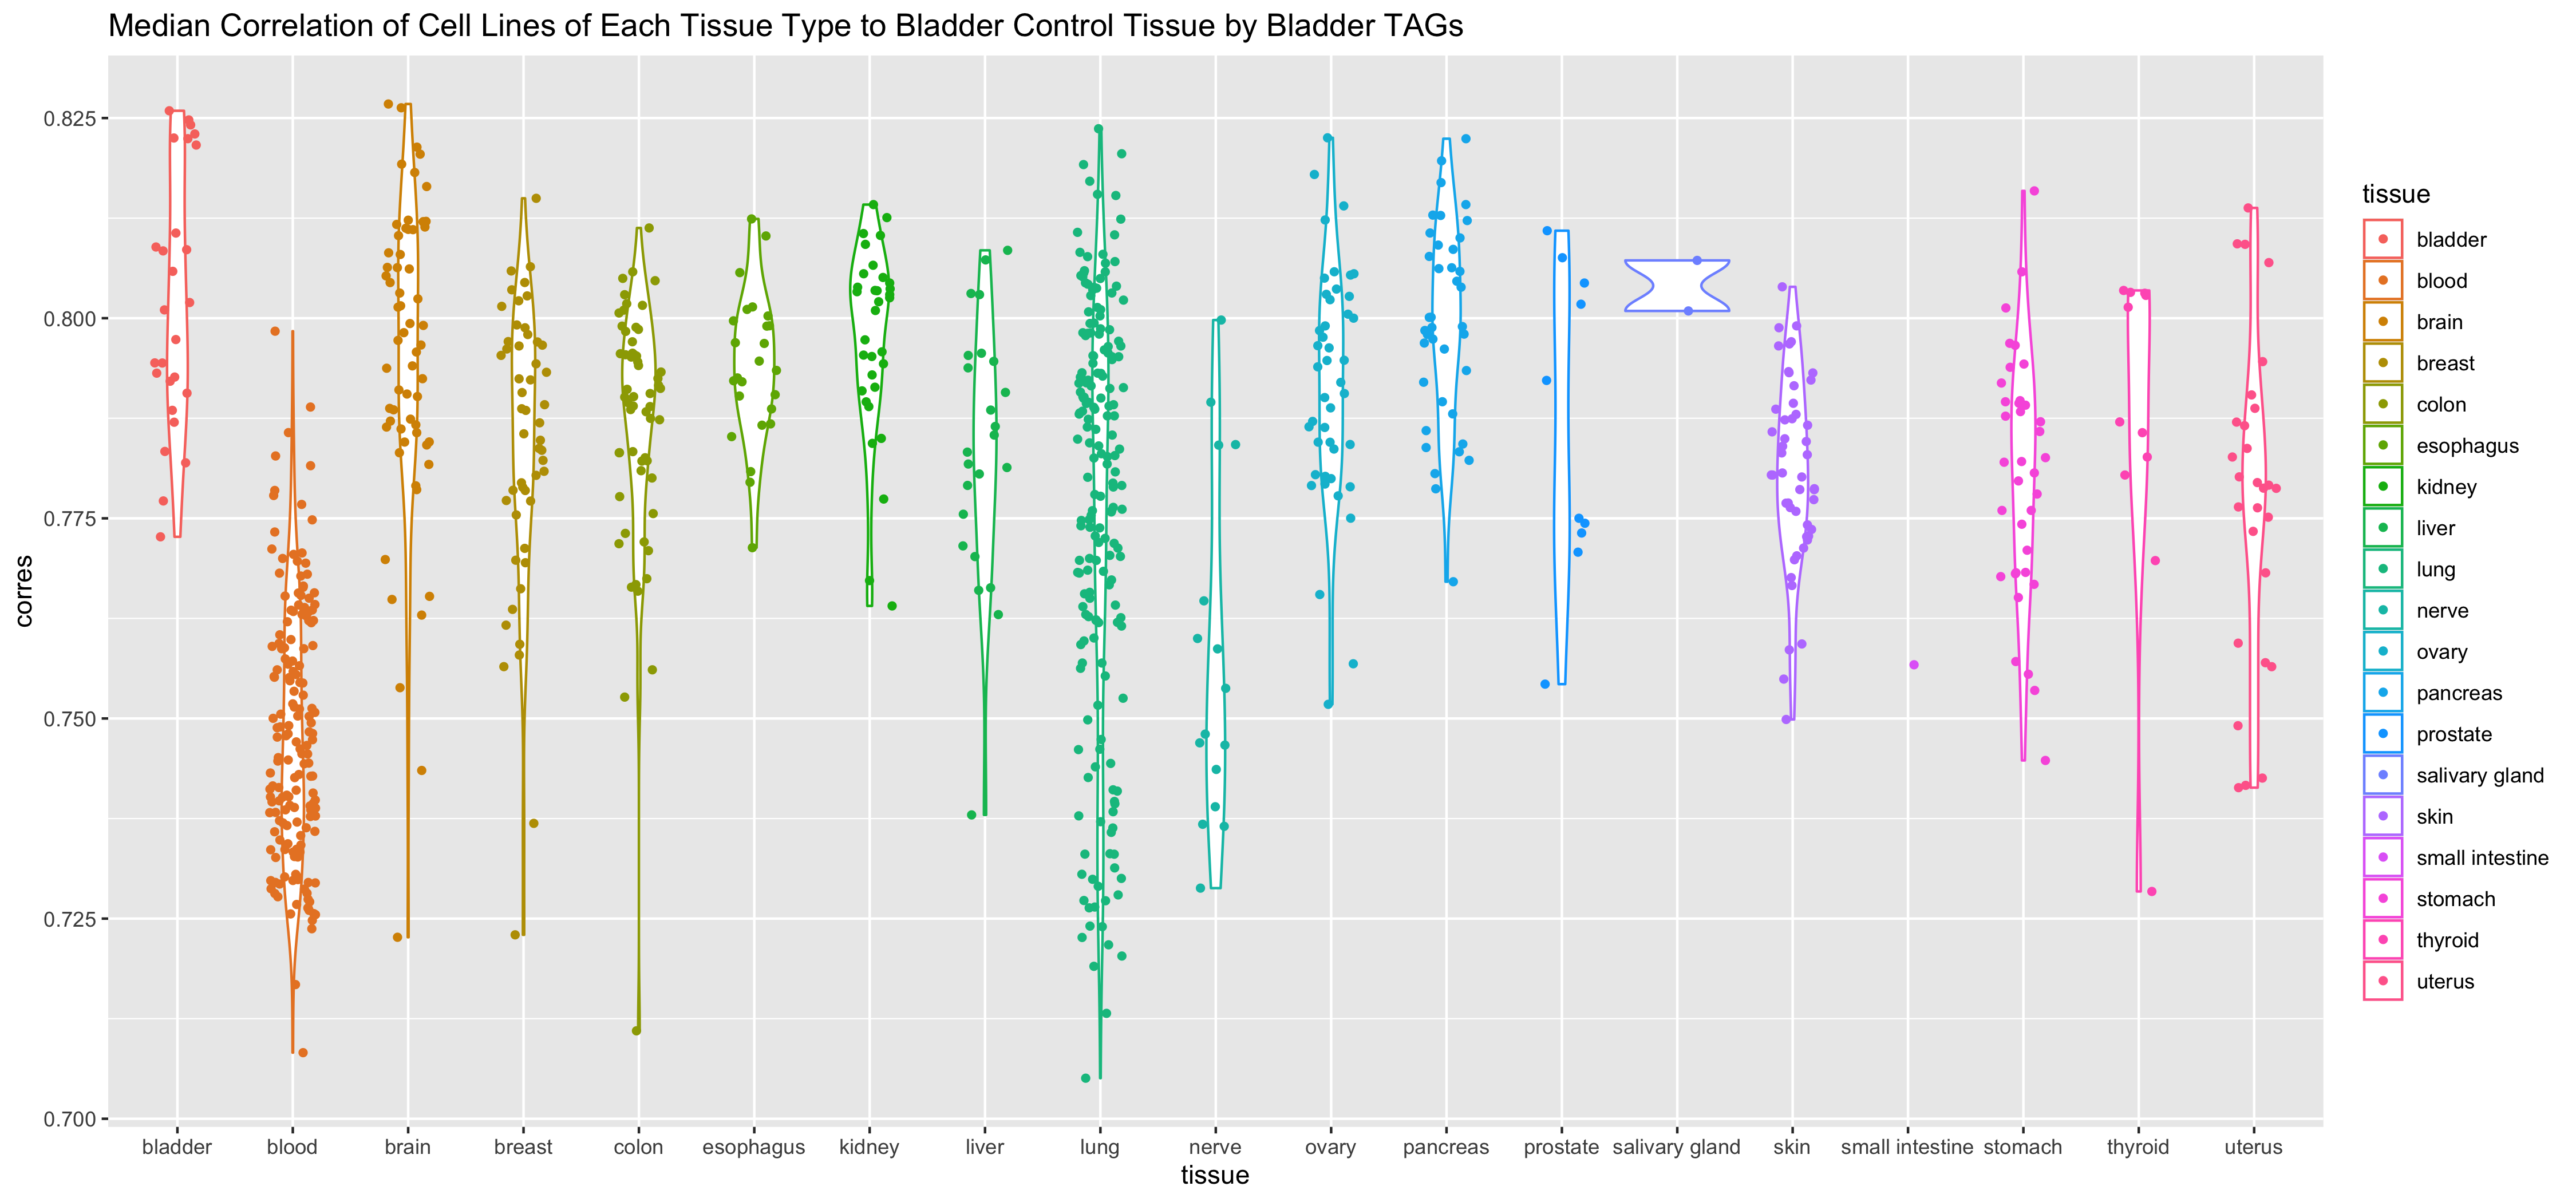 Median Correlation of Cell Lines of Each Tissue Type to Bladder Control Tissue by Bladder TAGs
corres
0.825
0.800
0.775
0.750
0.725
0.700
bladder blood brain breast colon esophagus kidney liver lung nerve ovary pancreas prostate salivary gland skin small intestine stomach thyroid uterus
tissue
tissue
bladder
blood
brain
breast
colon
esophagus
kidney
liver
lung
nerve
ovary
pancreas
prostate
salivary gland
skin
small intestine
stomach
thyroid
uterus